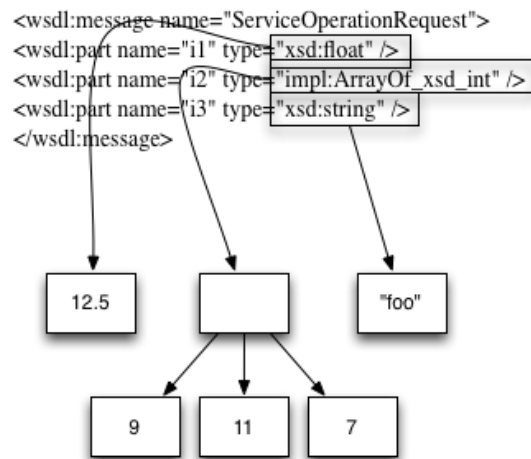 <wsdl:message name="ServiceOperationRequest">
<wsdl:part name="i1" type="xsd:float" />
<wsdl:part name="i2" type="impl:ArrayOf_xsd_int" />
<wsdl:part name="i3" type="xsd:string" />
</wsdl:message>
12.5 "foo"
9 11 7